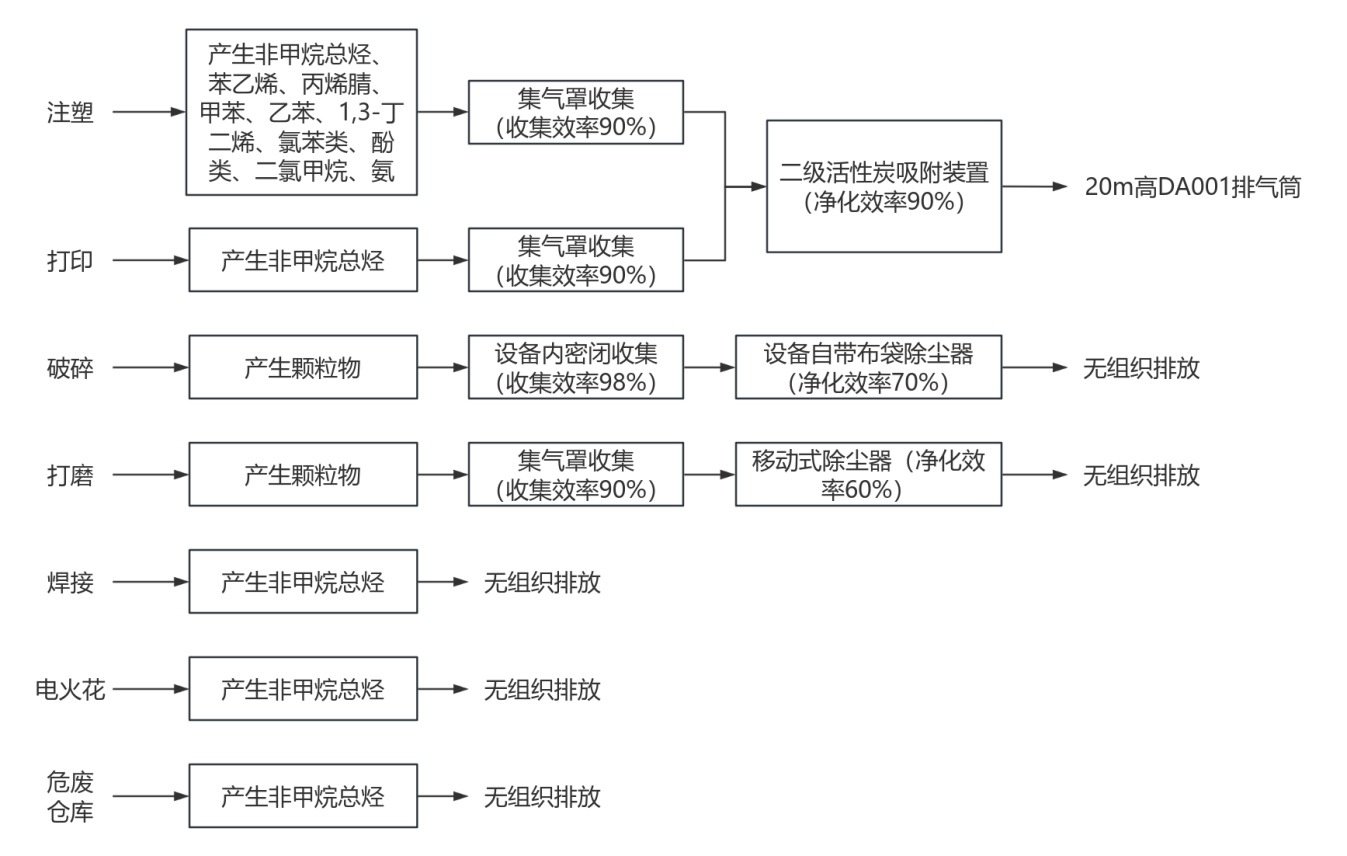 注塑
产生非甲烷总烃、
苯乙烯、丙烯腈、
甲苯、乙苯、1,3-丁
二烯、氯苯类、酚
类、二氯甲烷、氨
集气罩收集
（收集效率90%）
二级活性炭吸附装置
（净化效率90%）
20m高DA001排气筒
打印
产生非甲烷总烃
集气罩收集
（收集效率90%）
破碎
产生颗粒物
设备内密闭收集
（收集效率98%）
设备自带布袋除尘器
（净化效率70%）
无组织排放
打磨
产生颗粒物
集气罩收集
（收集效率90%）
移动式除尘器（净化效
率60%）
无组织排放
焊接
产生非甲烷总烃
无组织排放
电火花
产生非甲烷总烃
无组织排放
危废
仓库
产生非甲烷总烃
无组织排放